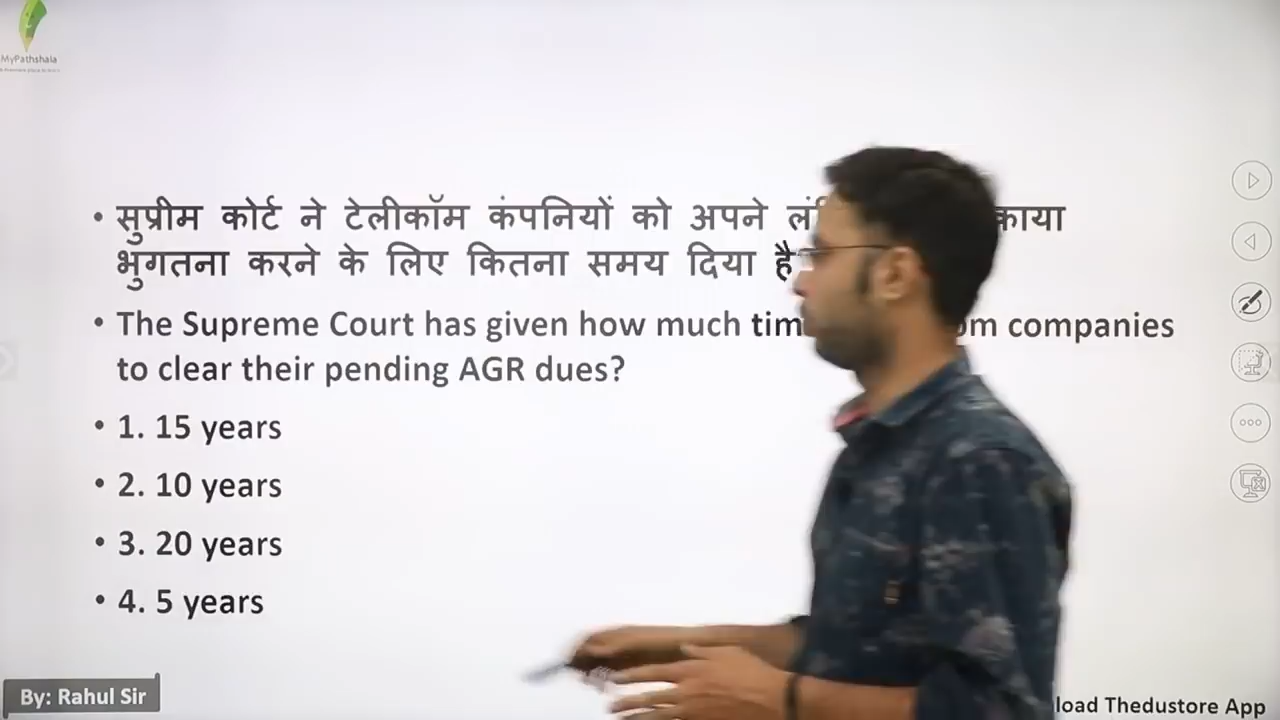 MyPathshala
• सुप्रीम कोर्ट ने टेलीकॉम कंपनियों को अपने
भुगतना करने के लिए कितना समय दिया है
• The Supreme Court has given how much companies
to clear their pending AGR dues?
• 1. 15 years
• 2. 10 years
• 3. 20 years
• 4. 5 years
By: Rahul Sir
load Thedustore App